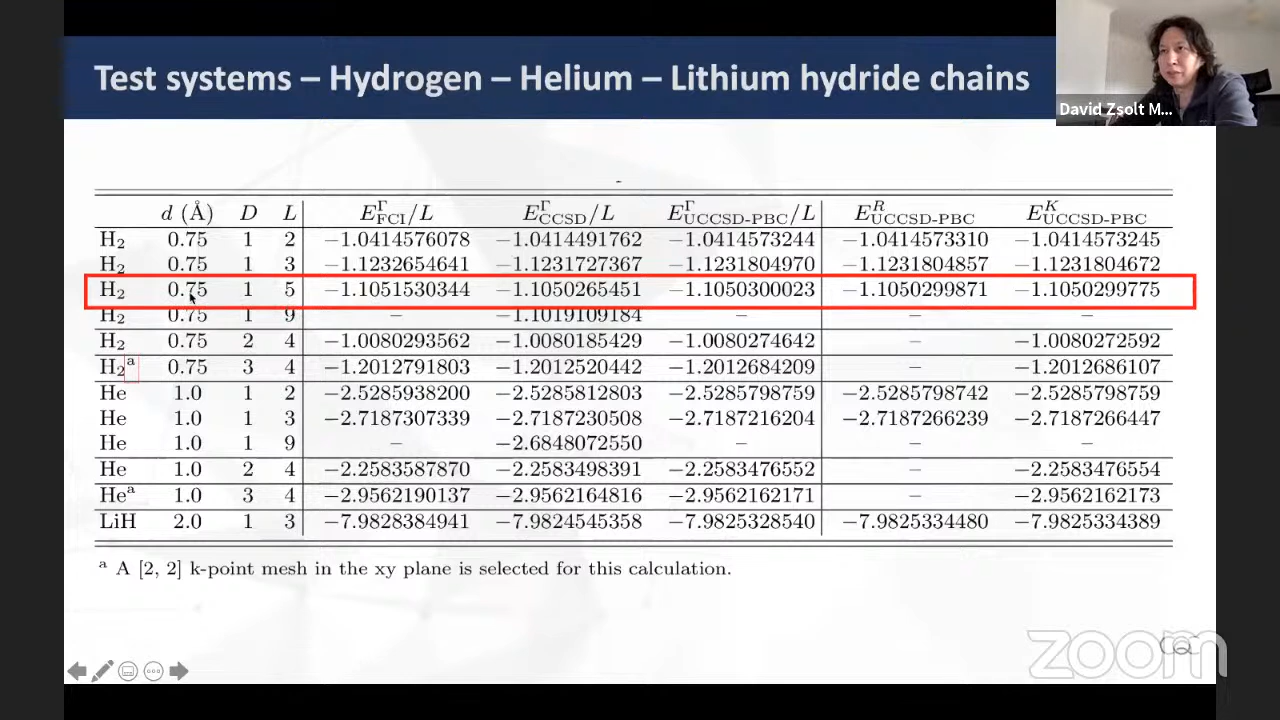 Test systems – Hydrogen – Helium – Lithium hydride chains
David Zsolt M...
d (Å) D L E^Γ_FCI/L E^Γ_CCSD/L E^Γ_UCCSD-PBC/L E^R_UCCSD-PBC E^K_UCCSD-PBC
H₂ 0.75 1 2 −1.0414576078 −1.0414491762 −1.0414573244 −1.0414573310 −1.0414573245
H₂ 0.75 1 3 −1.1232654641 −1.1231727367 −1.1231804970 −1.1231804857 −1.1231804672
H₂ 0.75 1 5 −1.1051530344 −1.1050265451 −1.1050300023 −1.1050299871 −1.1050299775
H₂ 0.75 1 9 – −1.1019109184 – – –
H₂ 0.75 2 4 −1.0080293562 −1.0080185429 −1.0080274642 – −1.0080272592
H₂ᵃ 0.75 3 4 −1.2012791803 −1.2012520442 −1.2012684209 – −1.2012686107
He 1.0 1 2 −2.5285938200 −2.5285812803 −2.5285798759 −2.5285798742 −2.5285798759
He 1.0 1 3 −2.7187307339 −2.7187230508 −2.7187216204 −2.7187266239 −2.7187266447
He 1.0 1 9 – −2.6848072550 – – –
He 1.0 2 4 −2.2583587870 −2.2583498391 −2.2583476552 – −2.2583476554
Heᵃ 1.0 3 4 −2.9562190137 −2.9562164816 −2.9562162171 – −2.9562162173
LiH 2.0 1 3 −7.9828384941 −7.9824545358 −7.9825328540 −7.9825334480 −7.9825334389
ᵃ A [2, 2] k-point mesh in the xy plane is selected for this calculation.
zoom